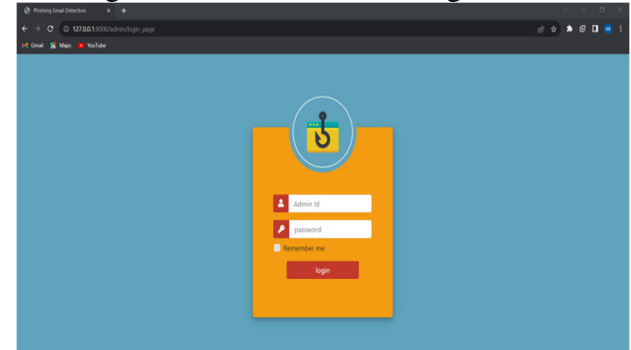 Phishing Email Detection
127.0.0.1:8000/admin/login_page
M
Gmail Maps YouTube
Admin Id
password
Remember me
login